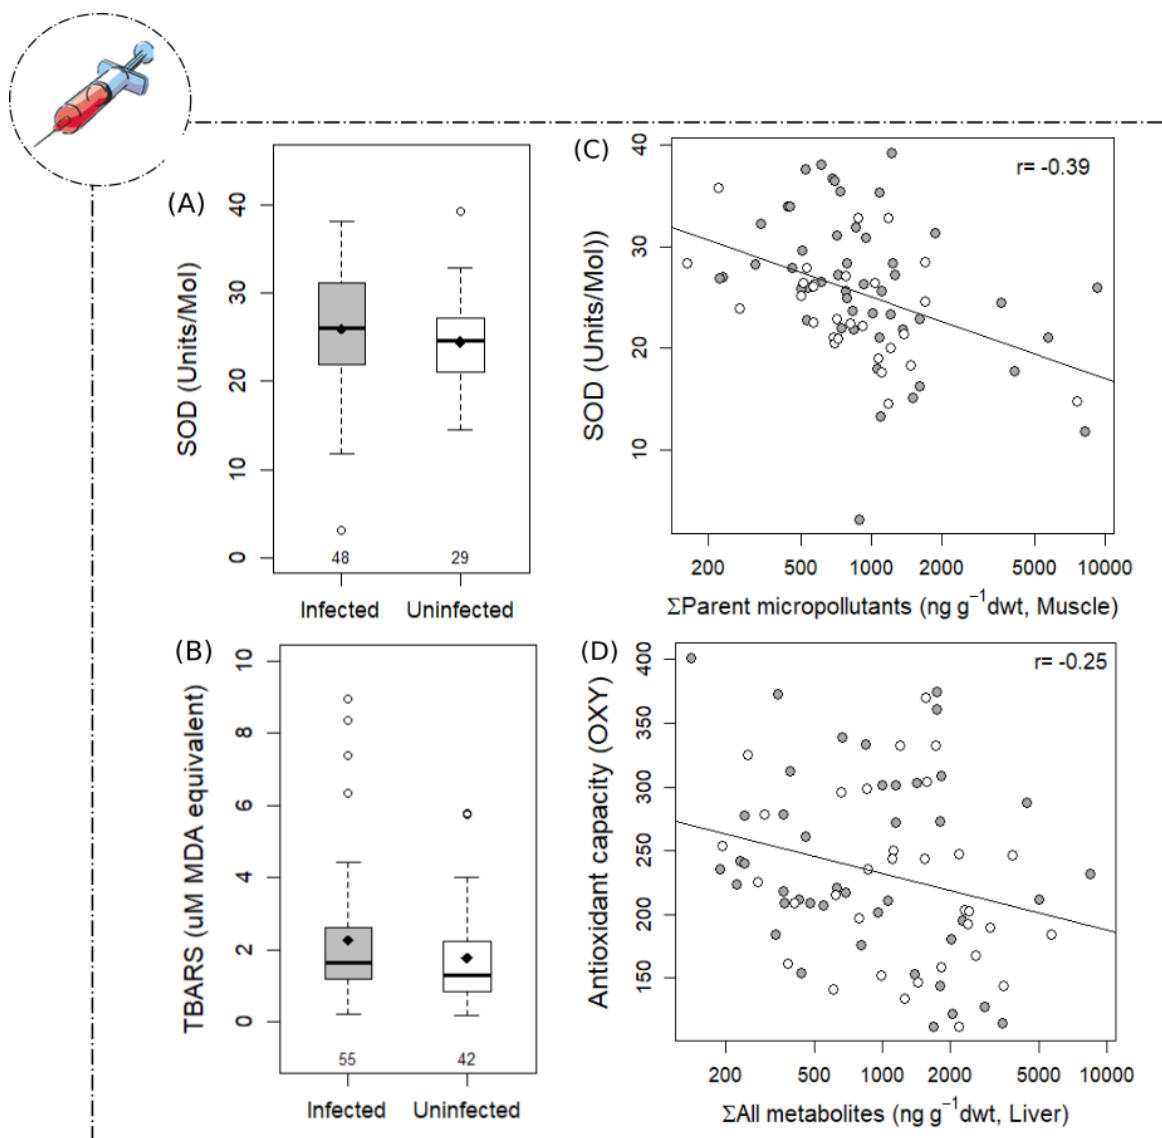 (A)
SOD (Units/Mol)
40
30
20
10
0
48
29
Infected
Uninfected
(C)
SOD (Units/Mol))
40
30
20
10
r= -0.39
200
500
1000
2000
5000
10000
ΣParent micropollutants (ng g⁻¹dwt, Muscle)
(B)
TBARS (uM MDA equivalent)
10
8
6
4
2
0
55
42
Infected
Uninfected
(D)
Antioxidant capacity (OXY)
400
350
300
250
200
150
r= -0.25
200
500
1000
2000
5000
10000
ΣAll metabolites (ng g⁻¹dwt, Liver)